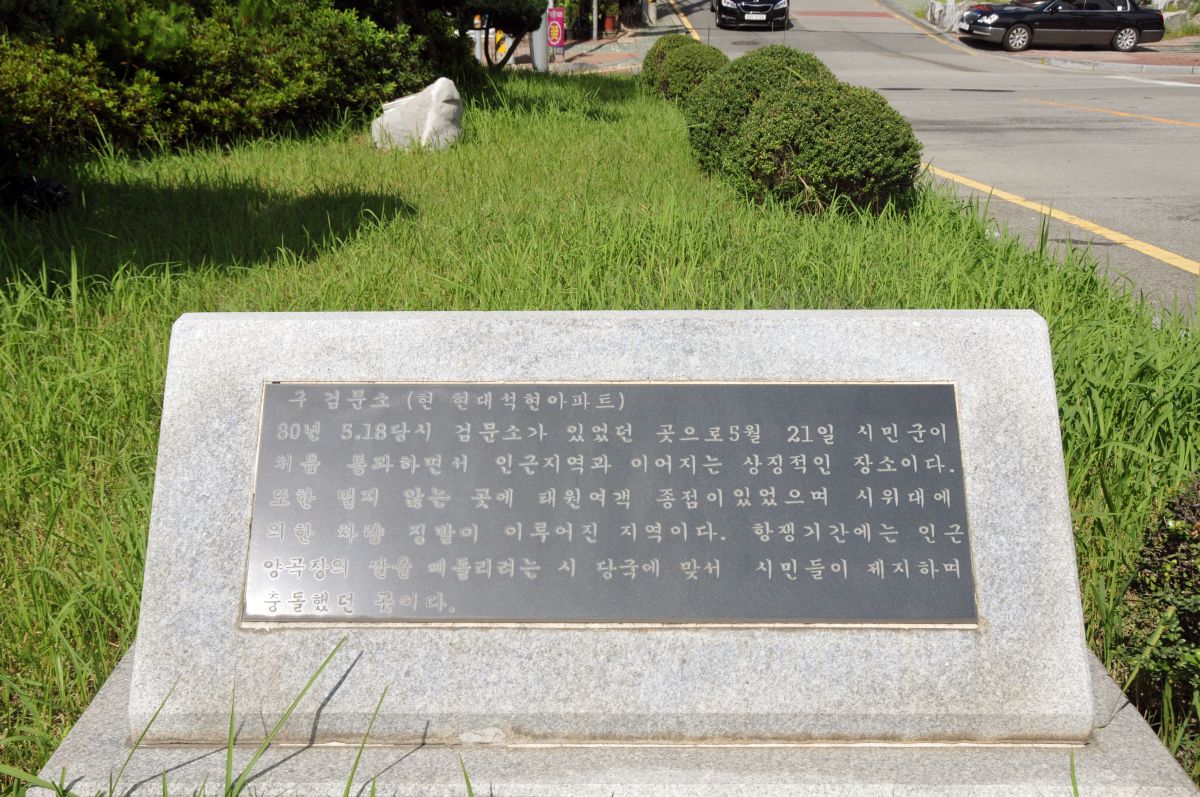 구 검문소 (현 현대석현아파트)
80년 5.18당시 검문소가 있었던 곳으로5월 21일 시민군이
처음 통과하면서 인근지역과 이어지는 상징적인 장소이다.
또한 멀지 않는 곳에 태원여객 종점이있었으며 시위대에
의한 차량 징발이 이루어진 지역이다. 항쟁기간에는 인근
양곡장의 쌀을 빼돌리려는 시 당국에 맞서 시민들이 제지하며
충돌했던 곳이다.